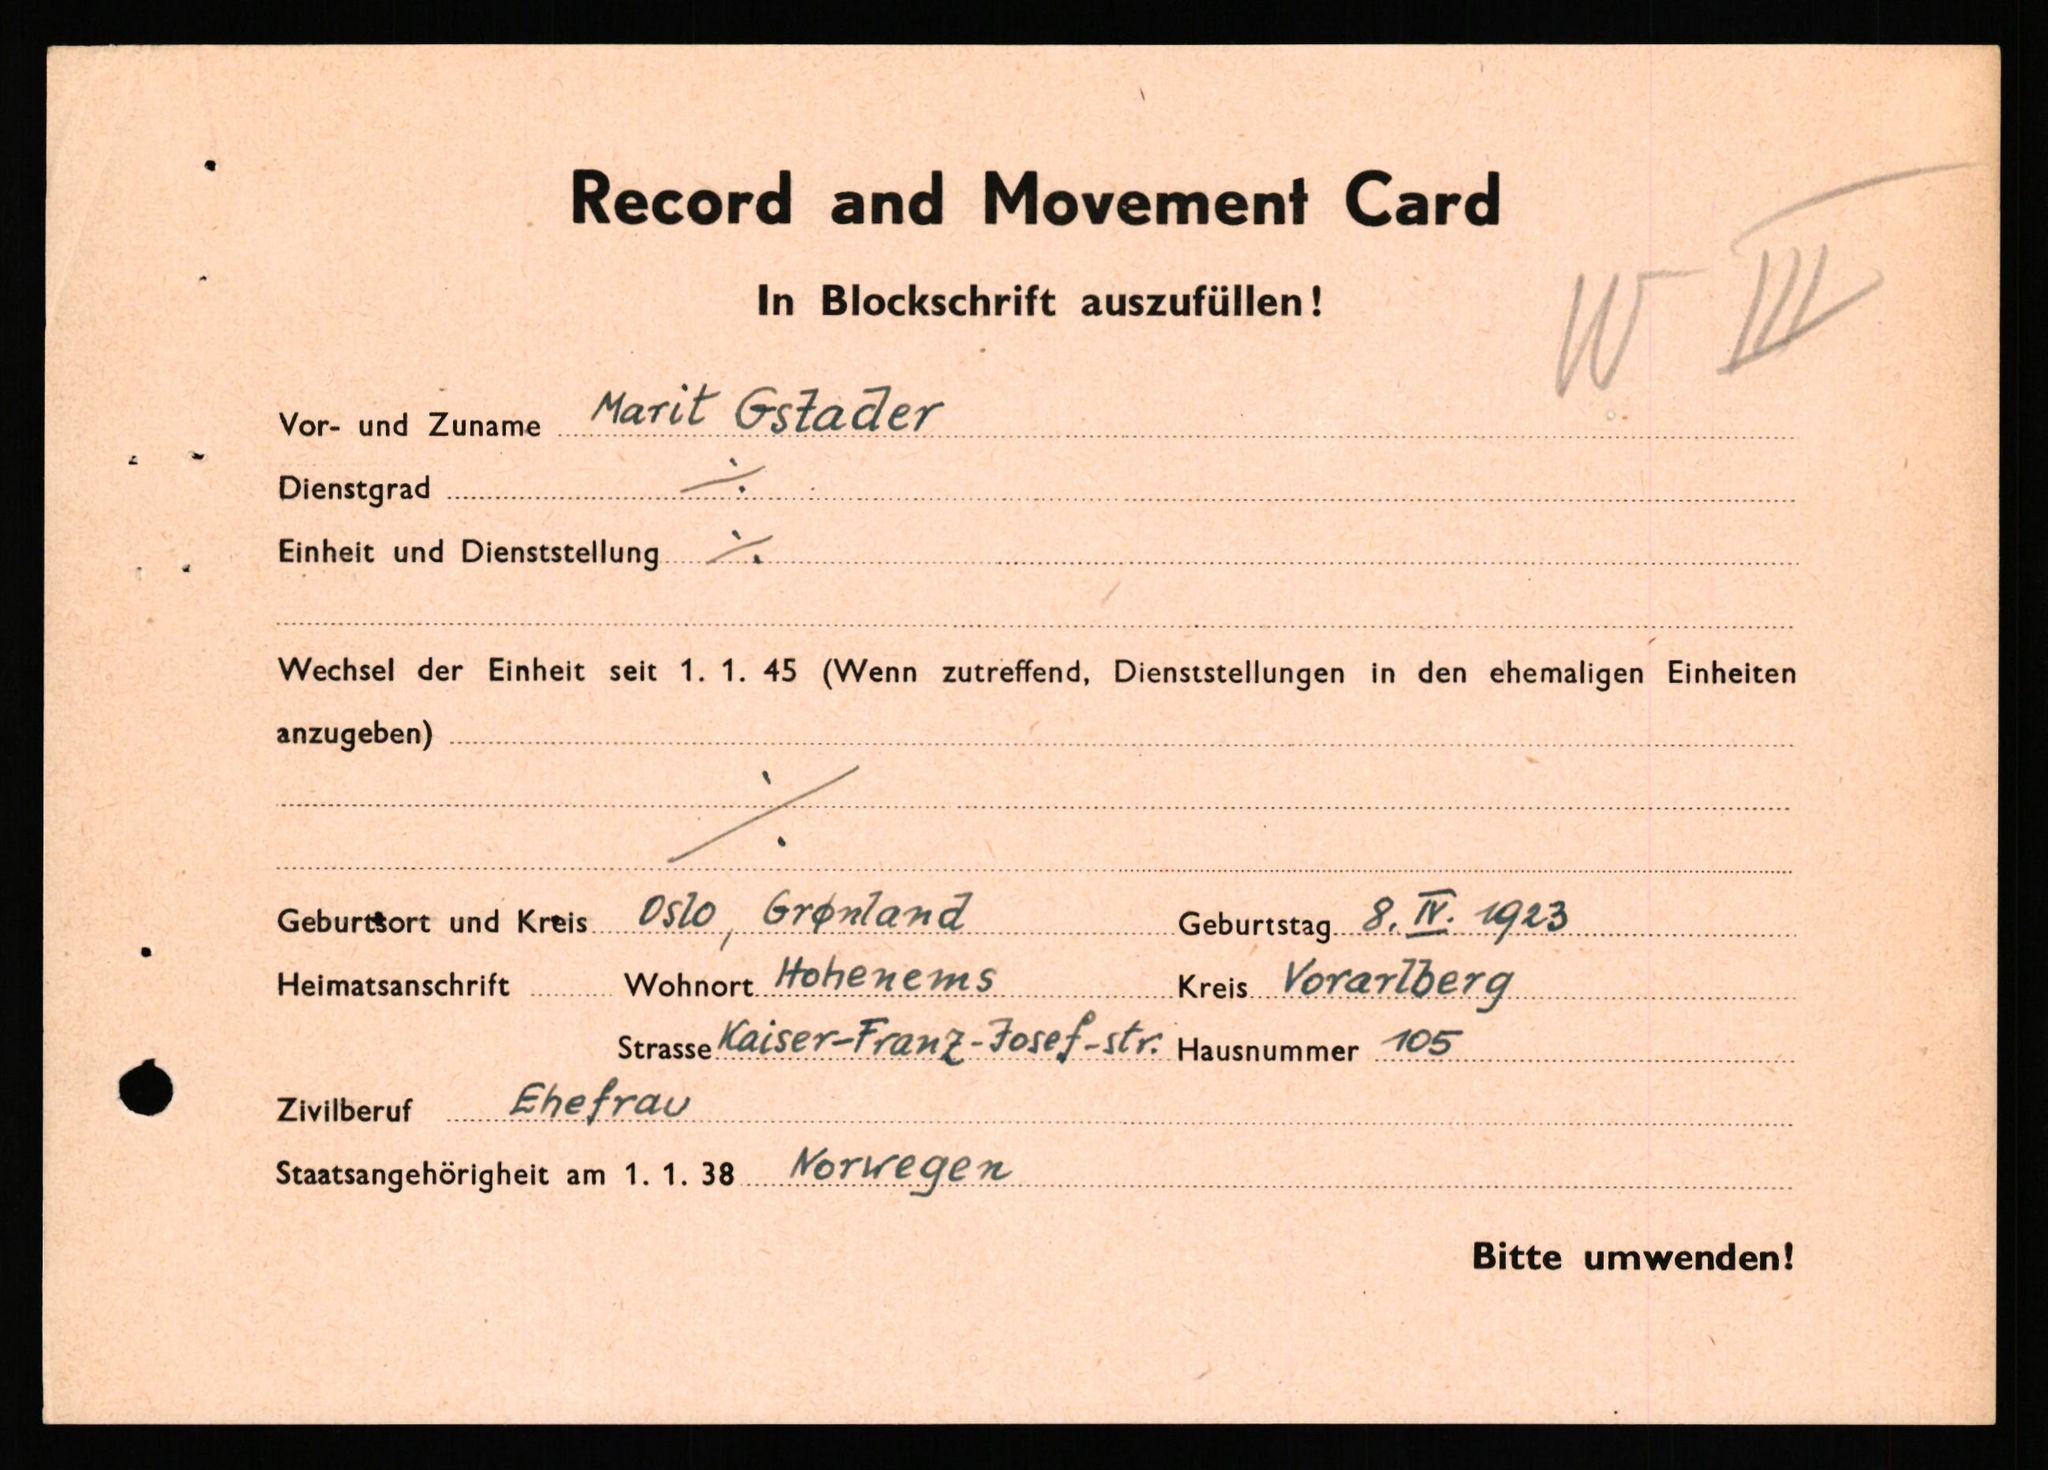 Record and Movement Card
In Blockschrift auszufüllen!
W III
Vor- und Zuname Marit Gstader
Dienstgrad ·/.
Einheit und Dienststellung ·/.
Wechsel der Einheit seit 1. 1. 45 (Wenn zutreffend, Dienststellungen in den ehemaligen Einheiten
anzugeben)
·/.
Geburtsort und Kreis Oslo, Grønland Geburtstag 8. IV. 1923
Heimatsanschrift Wohnort Hohenems Kreis Vorarlberg
Strasse Kaiser-Franz-Josef-str. Hausnummer 105
Zivilberuf Ehefrau
Staatsangehörigheit am 1. 1. 38 Norwegen
Bitte umwenden!